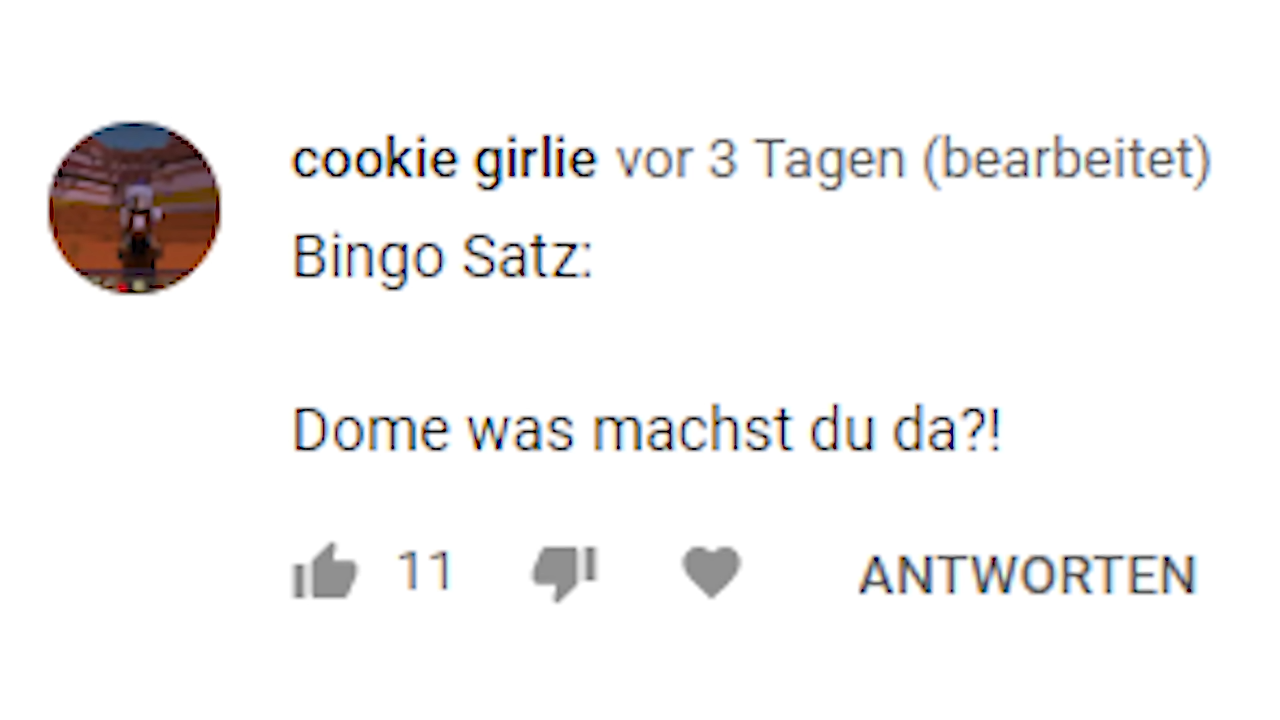 cookie girlie vor 3 Tagen (bearbeitet)
Bingo Satz:
Dome was machst du da?!
11 ANTWORTEN